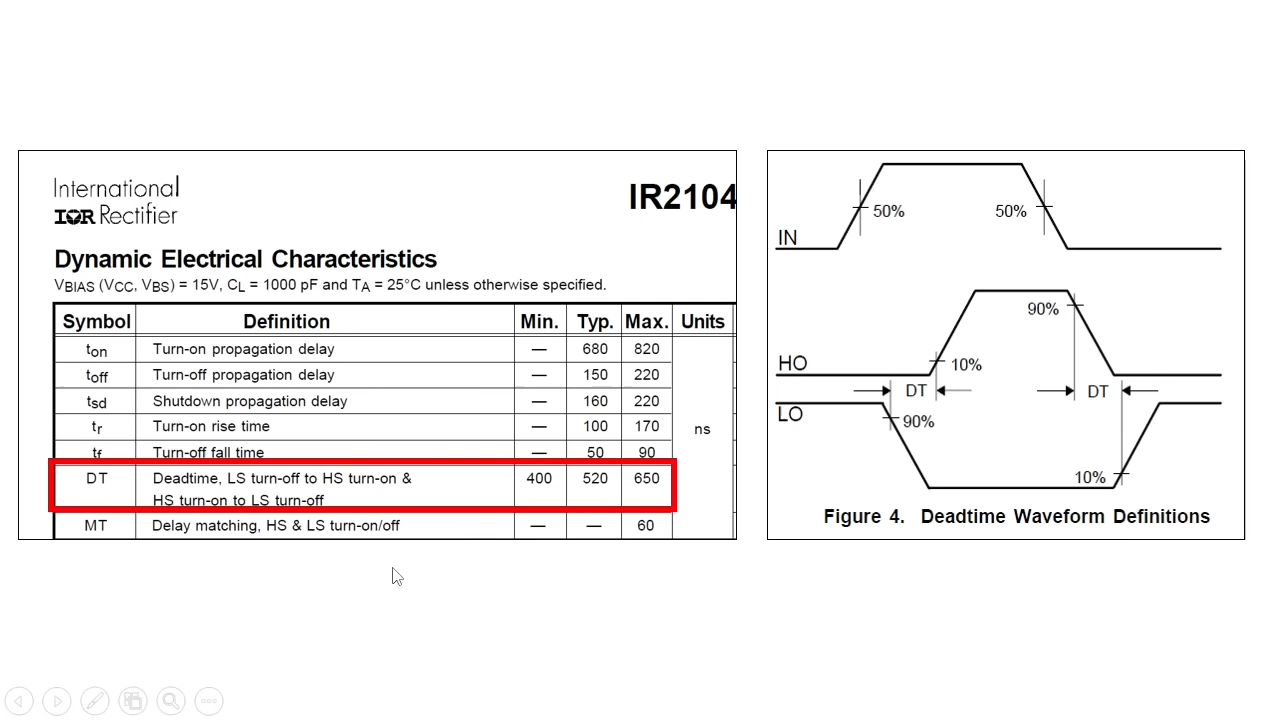 International
IOR Rectifier
IR2104
Dynamic Electrical Characteristics
VBIAS (VCC, VBS) = 15V, CL = 1000 pF and TA = 25°C unless otherwise specified.
Symbol Definition Min. Typ. Max. Units
ton Turn-on propagation delay — 680 820
toff Turn-off propagation delay — 150 220
tsd Shutdown propagation delay — 160 220
tr Turn-on rise time — 100 170
ns
tf Turn-off fall time — 50 90
DT Deadtime, LS turn-off to HS turn-on & 400 520 650
HS turn-on to LS turn-off
MT Delay matching, HS & LS turn-on/off — — 60
50% 50%
IN
90%
HO 10%
DT DT
LO 90%
10%
Figure 4. Deadtime Waveform Definitions